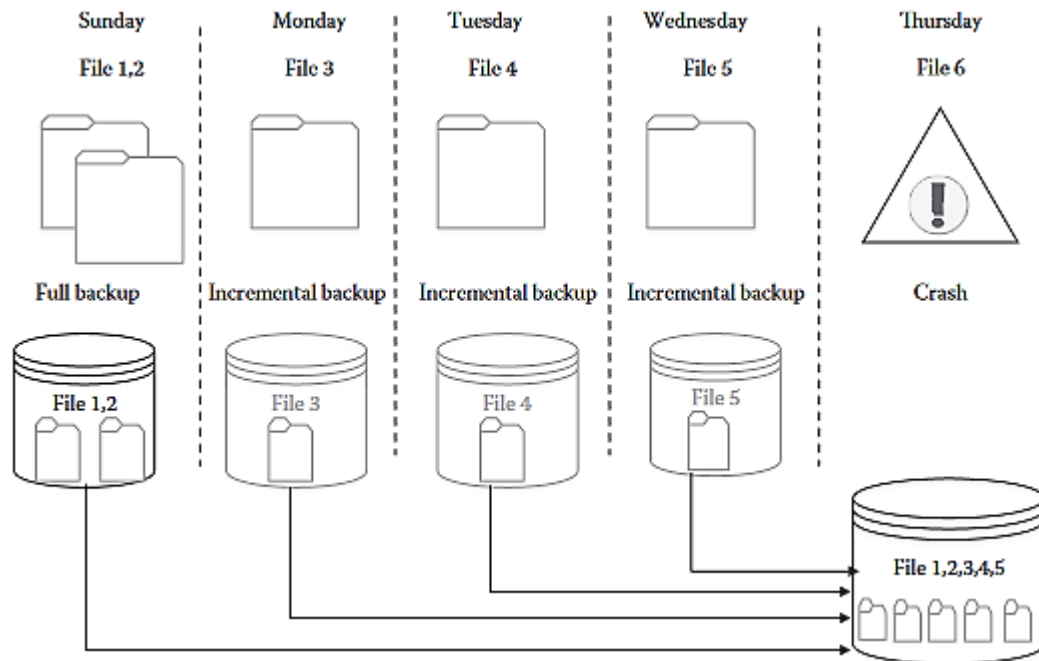 Sunday Monday Tuesday Wednesday Thursday
File 1,2 File 3 File 4 File 5 File 6
Full backup Incremental backup Incremental backup Incremental backup Crash
File 1,2 File 3 File 4 File 5
File 1,2,3,4,5